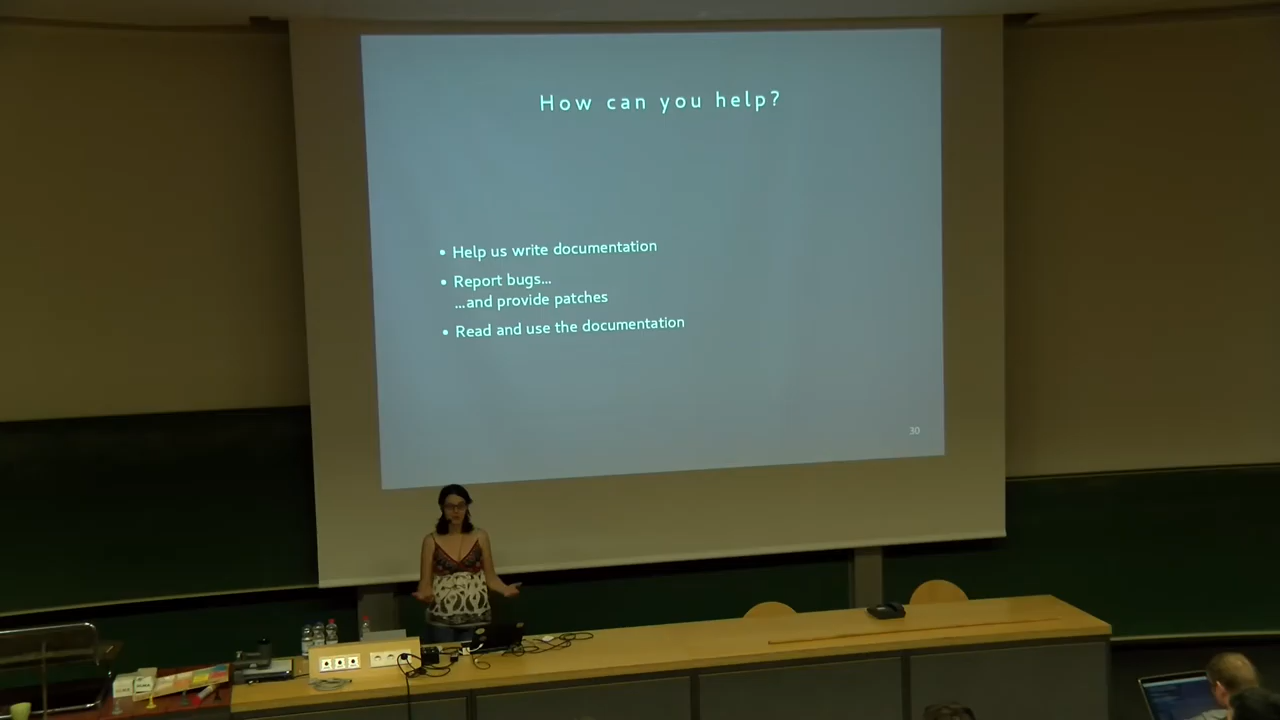 How can you help?
• Help us write documentation
• Report bugs...
...and provide patches
• Read and use the documentation
30